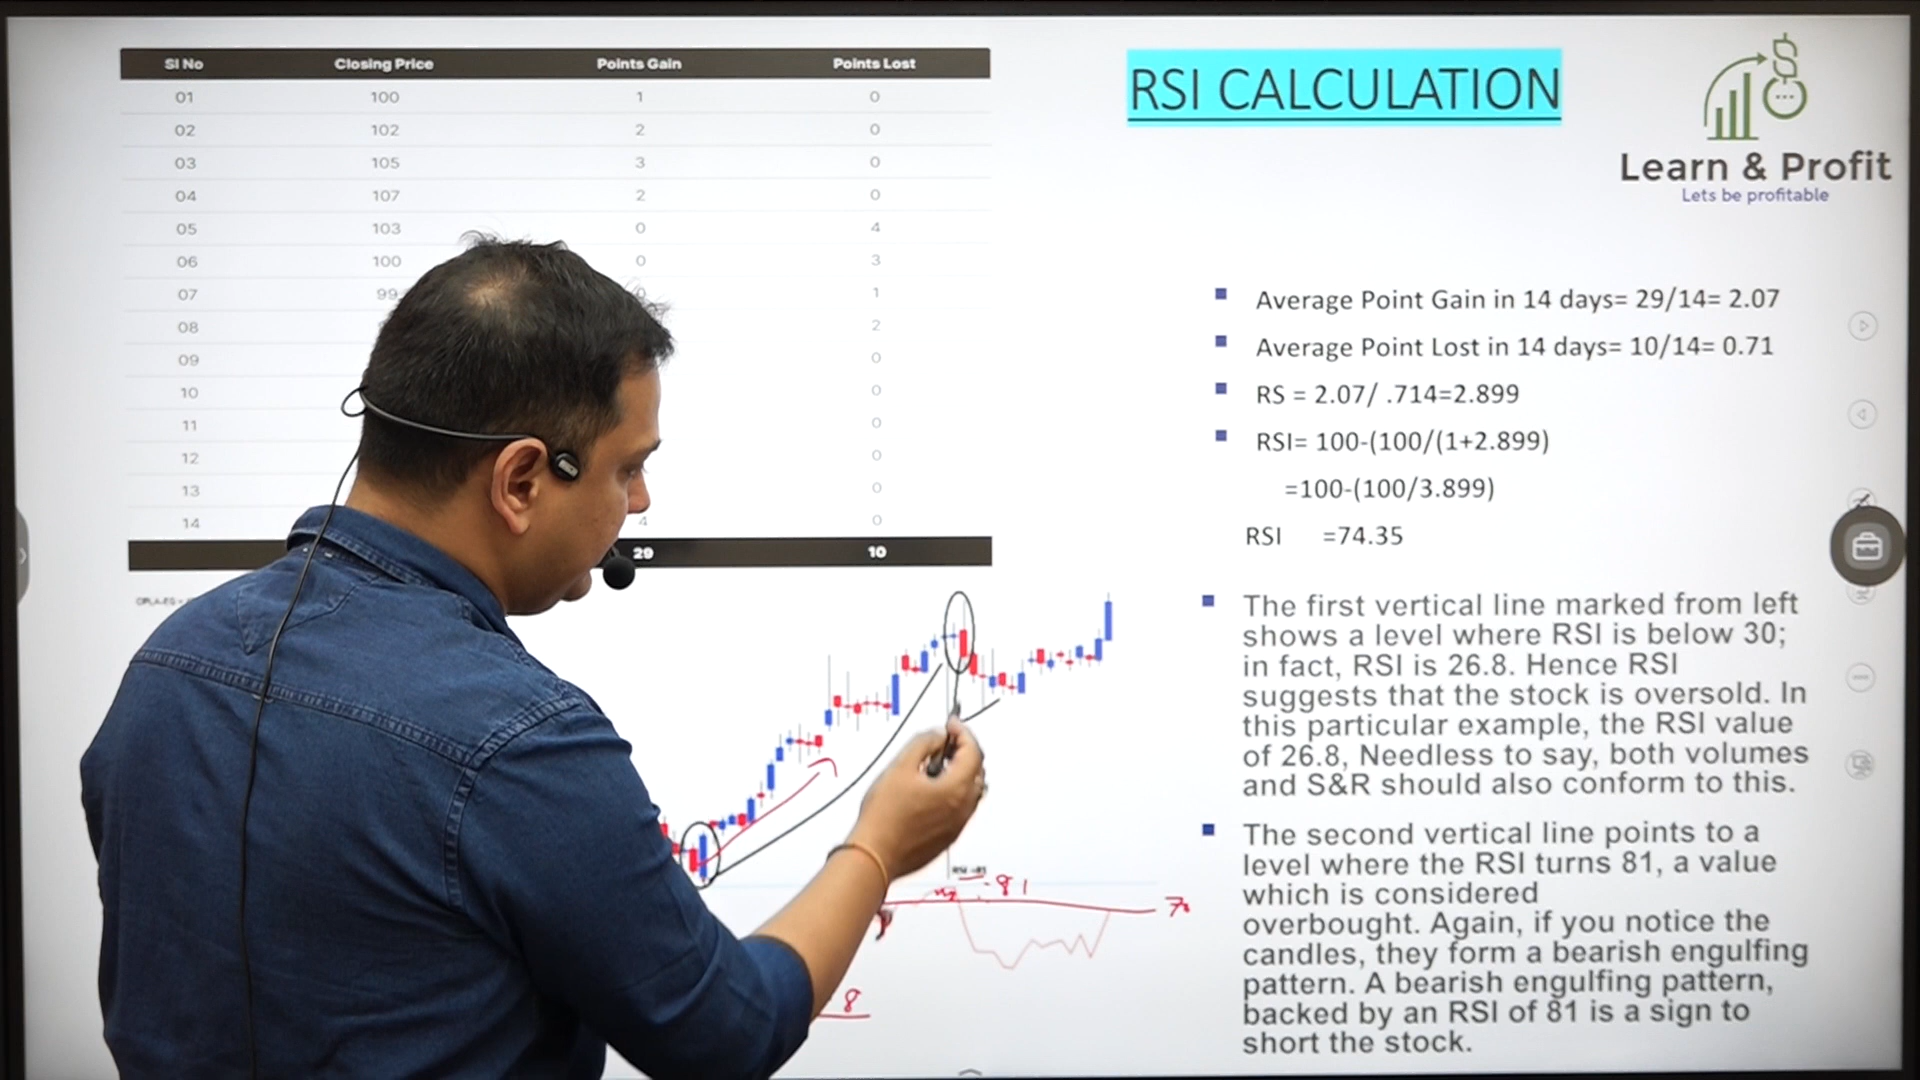 Sl No Closing Price Points Gain Points Lost
01 100 1 0
02 102 2 0
03 105 3 0
04 107 2 0
05 103 0 4
06 100 0 3
07 99 0 1
08 2
09 0
10 0
11 0
12 0
13 0
14 4 0
29 10
RSI CALCULATION
Learn & Profit
Lets be profitable
Average Point Gain in 14 days= 29/14= 2.07
Average Point Lost in 14 days= 10/14= 0.71
RS = 2.07/ .714=2.899
RSI= 100-(100/(1+2.899)
=100-(100/3.899)
RSI =74.35
The first vertical line marked from left
shows a level where RSI is below 30;
in fact, RSI is 26.8. Hence RSI
suggests that the stock is oversold. In
this particular example, the RSI value
of 26.8, Needless to say, both volumes
and S&R should also conform to this.
The second vertical line points to a
level where the RSI turns 81, a value
which is considered
overbought. Again, if you notice the
candles, they form a bearish engulfing
pattern. A bearish engulfing pattern,
backed by an RSI of 81 is a sign to
short the stock.
RSI =81
81
8